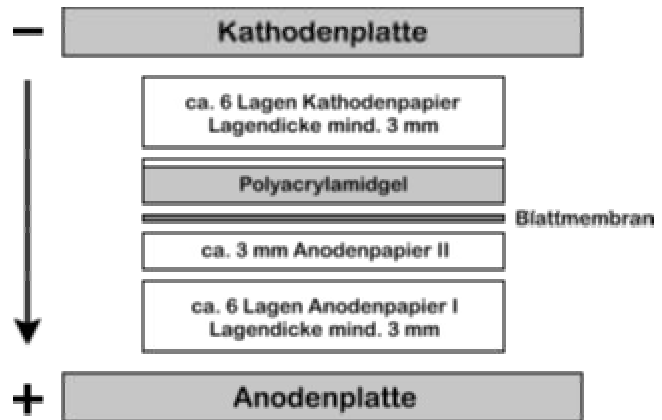 −
Kathodenplatte
ca. 6 Lagen Kathodenpapier
Lagendicke mind. 3 mm
Polyacrylamidgel
Blattmembran
ca. 3 mm Anodenpapier II
ca. 6 Lagen Anodenpapier I
Lagendicke mind. 3 mm
+
Anodenplatte